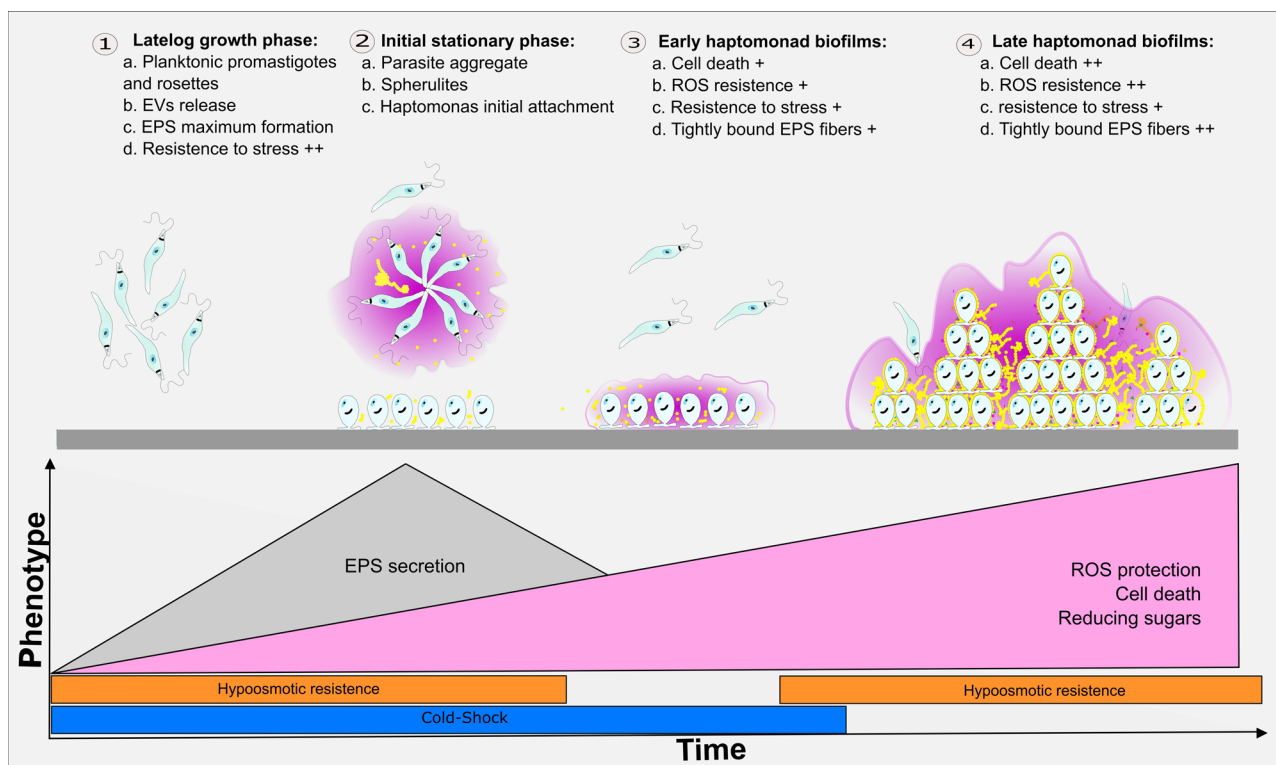 1 Latelog growth phase:
a. Planktonic promastigotes
and rosettes
b. EVs release
c. EPS maximum formation
d. Resistence to stress ++
2 Initial stationary phase:
a. Parasite aggregate
b. Spherulites
c. Haptomonas initial attachment
3 Early haptomonad biofilms:
a. Cell death +
b. ROS resistence +
c. Resistence to stress +
d. Tightly bound EPS fibers +
4 Late haptomonad biofilms:
a. Cell death ++
b. ROS resistence ++
c. resistence to stress +
d. Tightly bound EPS fibers ++
Phenotype
EPS secretion
ROS protection
Cell death
Reducing sugars
Hypoosmotic resistence
Hypoosmotic resistence
Cold-Shock
Time